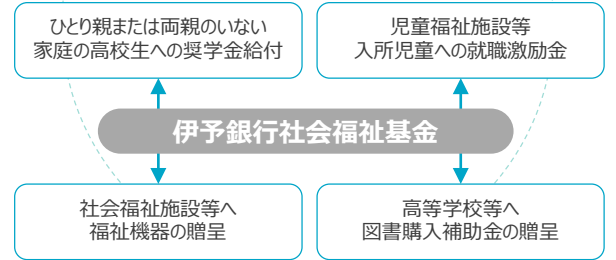 ひとり親または両親のいない
家庭の高校生への奨学金給付
児童福祉施設等
入所児童への就職激励金
伊予銀行社会福祉基金
社会福祉施設等へ
福祉機器の贈呈
高等学校等へ
図書購入補助金の贈呈